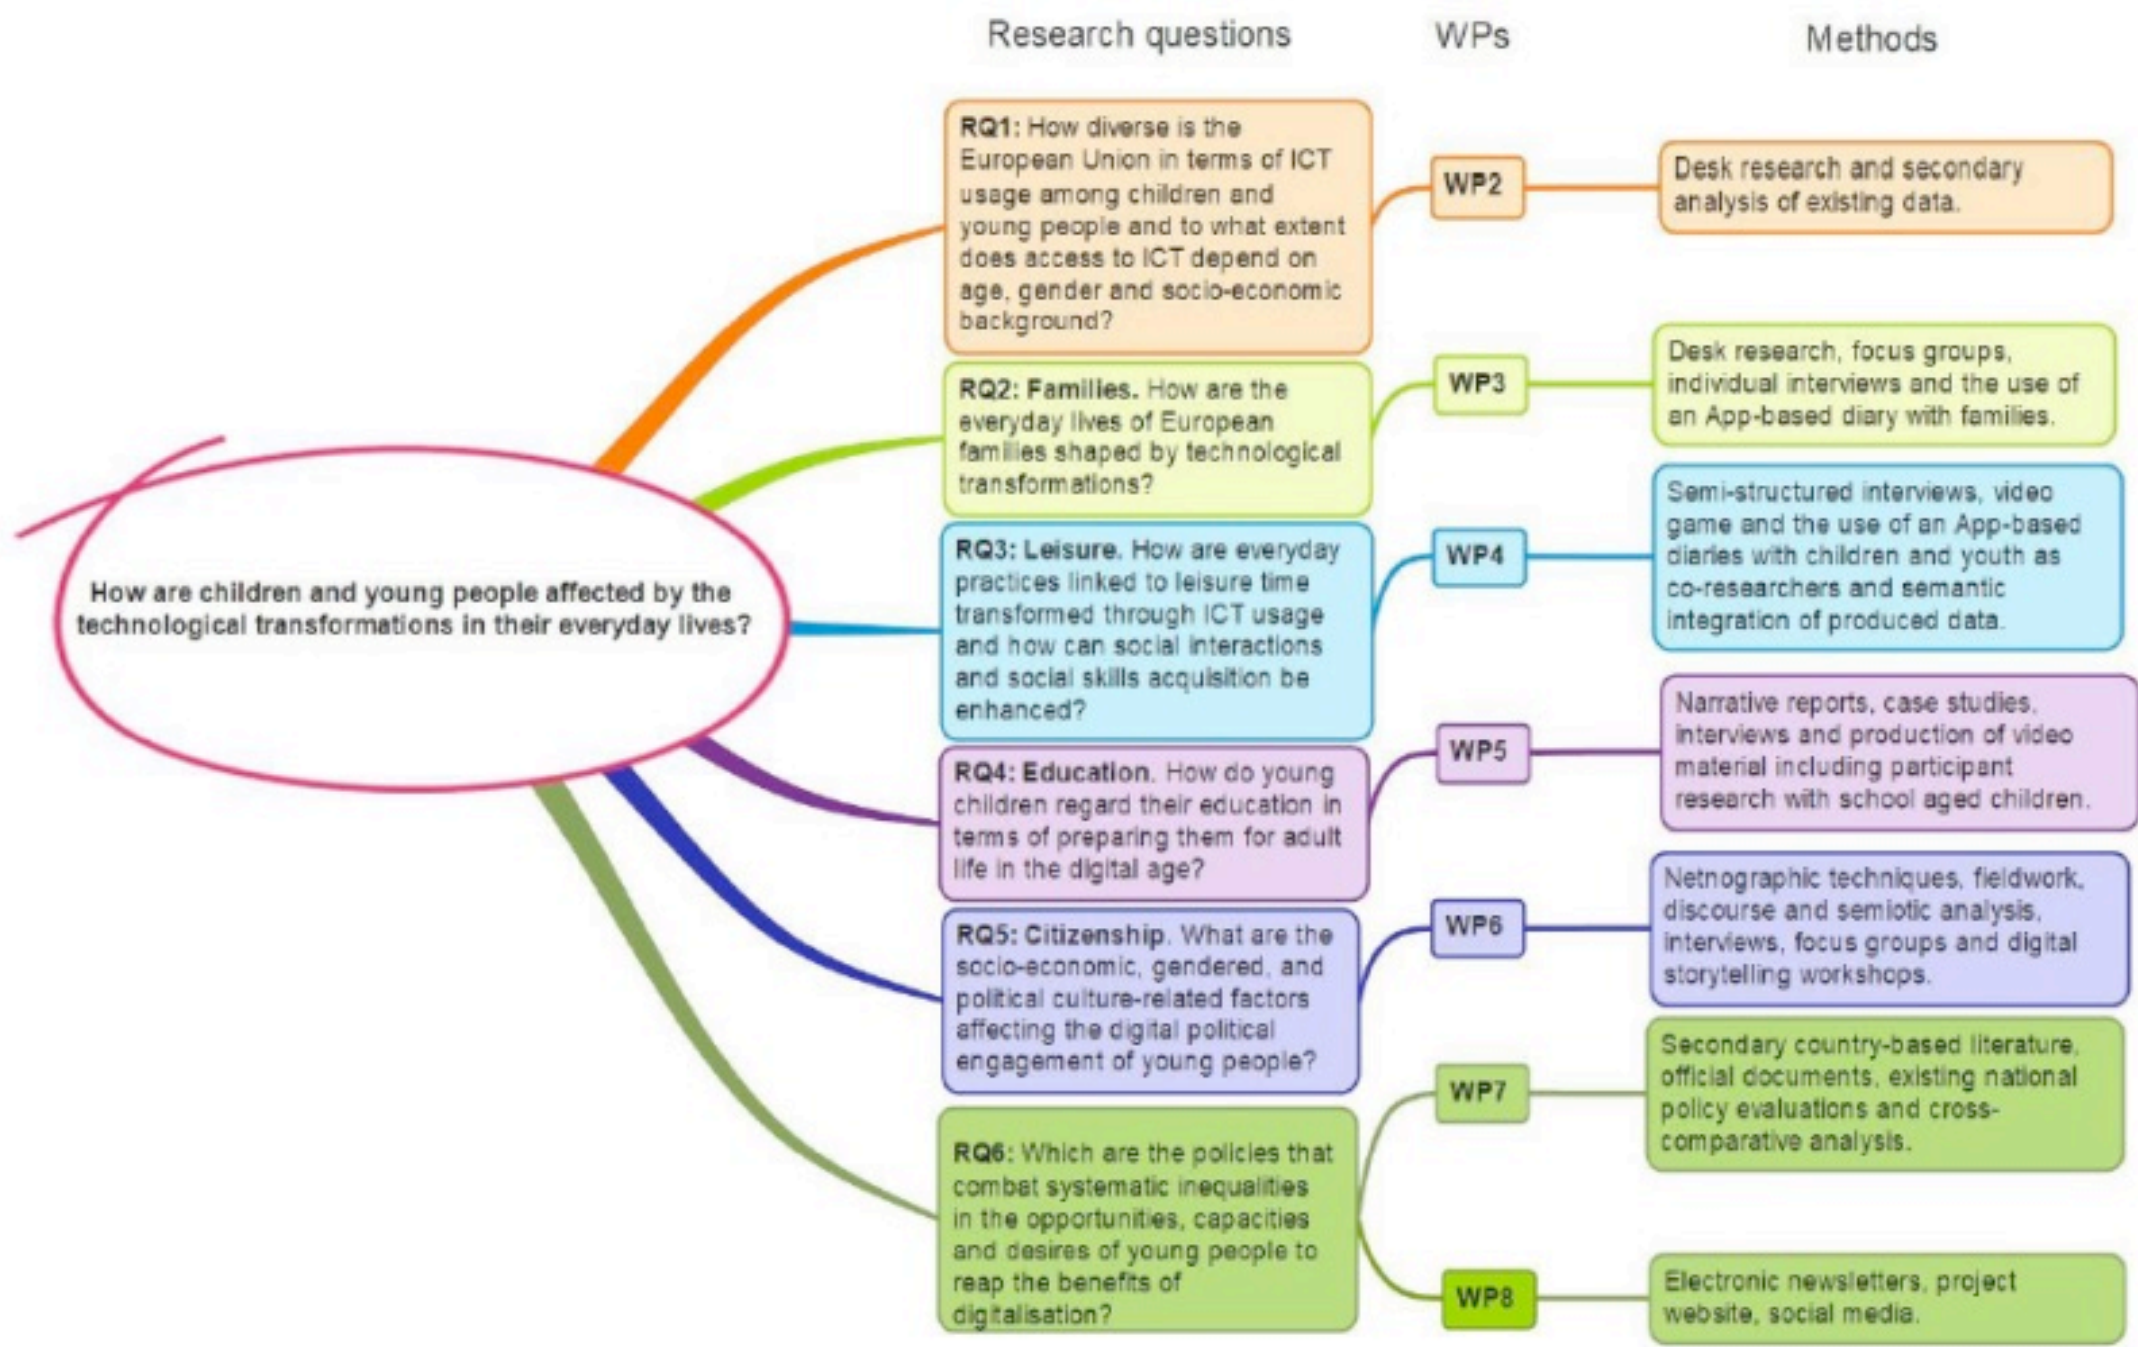 Research questions
WPs
Methods
How are children and young people affected by the
technological transformations in their everyday lives?
RQ1: How diverse is the
European Union in terms of ICT
usage among children and
young people and to what extent
does access to ICT depend on
age, gender and socio-economic
background?
WP2
Desk research and secondary
analysis of existing data.
RQ2: Families. How are the
everyday lives of European
families shaped by technological
transformations?
WP3
Desk research, focus groups,
individual interviews and the use of
an App-based diary with families.
RQ3: Leisure. How are everyday
practices linked to leisure time
transformed through ICT usage
and how can social interactions
and social skills acquisition be
enhanced?
WP4
Semi-structured interviews, video
game and the use of an App-based
diaries with children and youth as
co-researchers and semantic
integration of produced data.
RQ4: Education. How do young
children regard their education in
terms of preparing them for adult
life in the digital age?
WP5
Narrative reports, case studies,
interviews and production of video
material including participant
research with school aged children.
RQ5: Citizenship. What are the
socio-economic, gendered, and
political culture-related factors
affecting the digital political
engagement of young people?
WP6
Netnographic techniques, fieldwork,
discourse and semiotic analysis,
interviews, focus groups and digital
storytelling workshops.
RQ6: Which are the policies that
combat systematic inequalities
in the opportunities, capacities
and desires of young people to
reap the benefits of
digitalisation?
WP7
Secondary country-based literature,
official documents, existing national
policy evaluations and cross-
comparative analysis.
WP8
Electronic newsletters, project
website, social media.